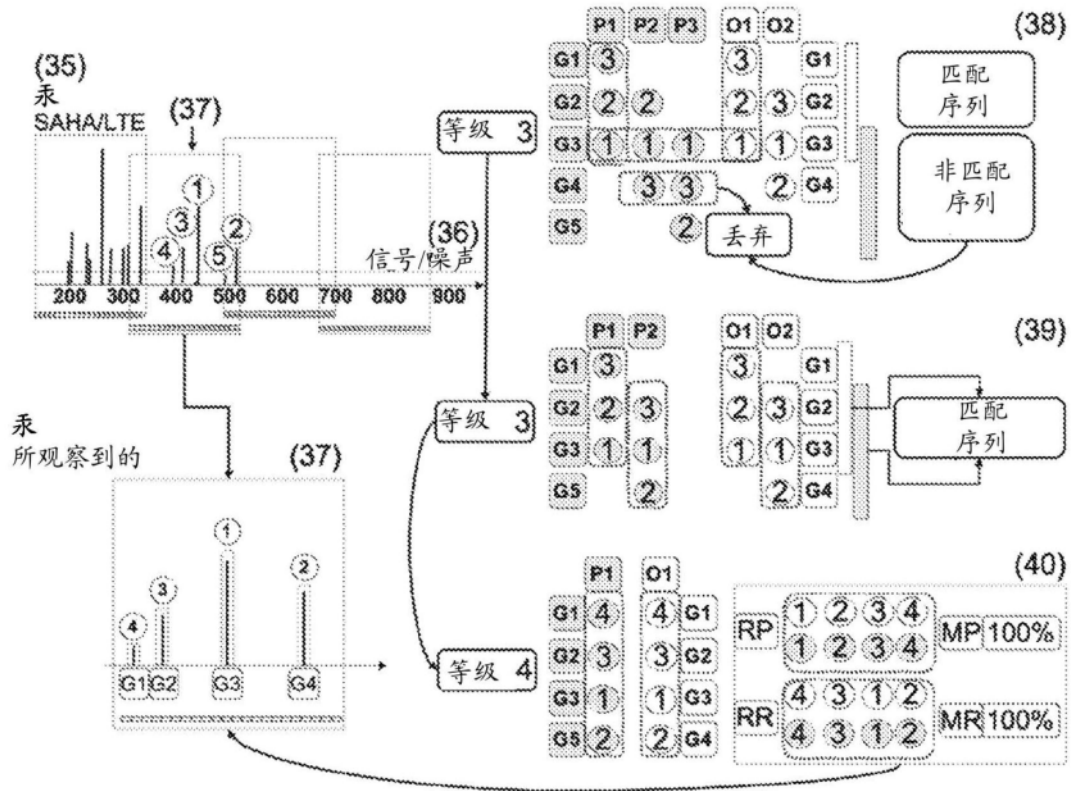 (35)
汞
SAHA/LTE
(37)
1
3
2
4
5
(36)
信号/噪声
200 300 400 500 600 700 800 900
汞
所观察到的
(37)
1
2
3
4
G1 G2 G3 G4
等级 3
等级 3
等级 4
(38)
P1 P2 P3 O1 O2
G1 3 3 G1
G2 2 2 2 3 G2
G3 1 1 1 1 1 G3
G4 3 3 2 G4
G5 2
丢弃
匹配
序列
非匹配
序列
(39)
P1 P2 O1 O2
G1 3 3 G1
G2 2 3 2 3 G2
G3 1 1 1 1 G3
G5 2 2 G4
匹配
序列
(40)
P1 O1
G1 4 4 G1
G2 3 3 G2
G3 1 1 G3
G5 2 2 G4
RP 1 2 3 4 MP 100%
1 2 3 4
RR 4 3 1 2 MR 100%
4 3 1 2